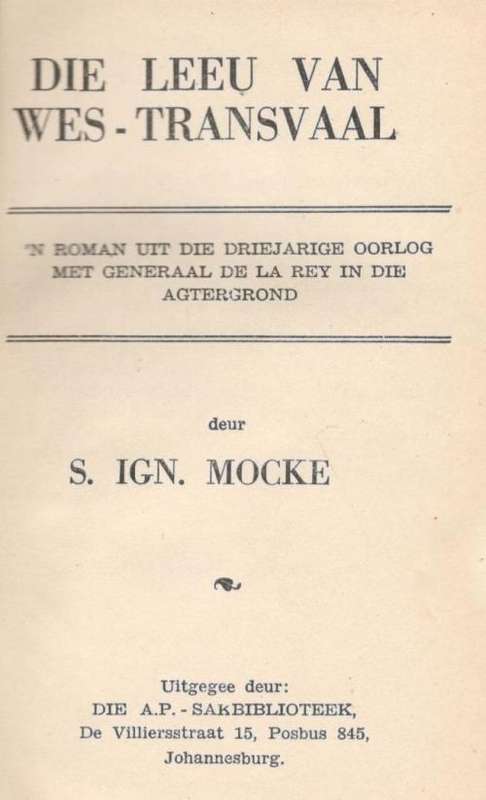 DIE LEEU VAN
WES-TRANSVAAL
'N ROMAN UIT DIE DRIEJARIGE OORLOG
MET GENERAAL DE LA REY IN DIE
AGTERGROND
deur
S. IGN. MOCKE
Uitgegee deur:
DIE A.P.-SAKBIBLIOTEEK,
De Villiersstraat 15, Posbus 845,
Johannesburg.